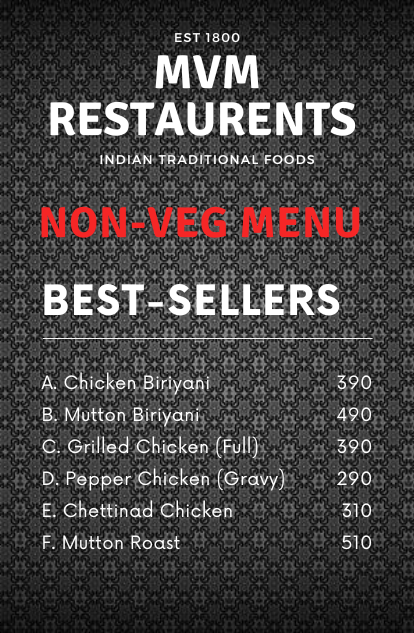 EST 1800
MVM
RESTAURENTS
INDIAN TRADITIONAL FOODS
NON-VEG MENU
BEST-SELLERS
A. Chicken Biriyani 390
B. Mutton Biriyani 490
C. Grilled Chicken (Full) 390
D. Pepper Chicken (Gravy) 290
E. Chettinad Chicken 310
F. Mutton Roast 510